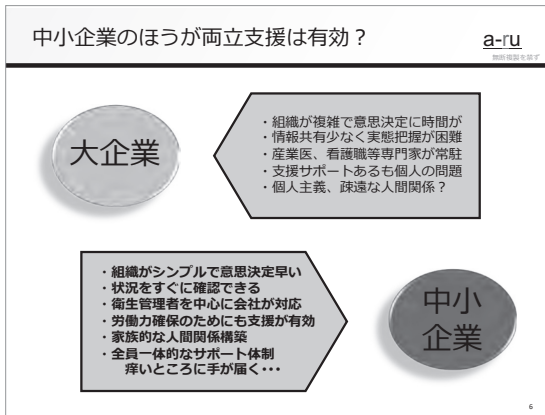 中小企業のほうが両立支援は有効？
a-ru
無断複製を禁ず
大企業
・組織が複雑で意思決定に時間が
・情報共有少なく実態把握が困難
・産業医、看護職等専門家が常駐
・支援サポートあるも個人の問題
・個人主義、疎遠な人間関係？
・組織がシンプルで意思決定早い
・状況をすぐに確認できる
・衛生管理者を中心に会社が対応
・労働力確保のためにも支援が有効
・家族的な人間関係構築
・全員一体的なサポート体制
痒いところに手が届く・・・
中小
企業
6